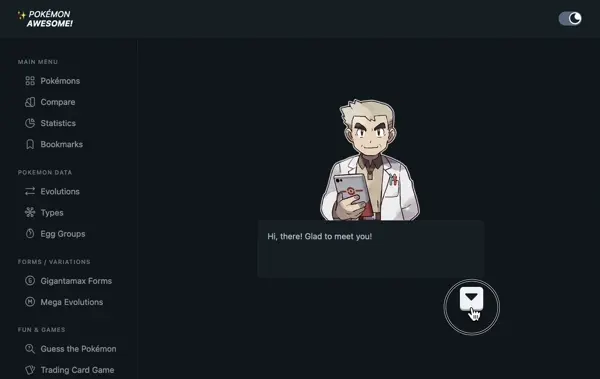 POKÉMON
AWESOME!
MAIN MENU
Pokémons
Compare
Statistics
Bookmarks
POKEMON DATA
Evolutions
Types
Egg Groups
FORMS / VARIATIONS
Gigantamax Forms
Mega Evolutions
FUN & GAMES
Guess the Pokémon
Trading Card Game
Hi, there! Glad to meet you!